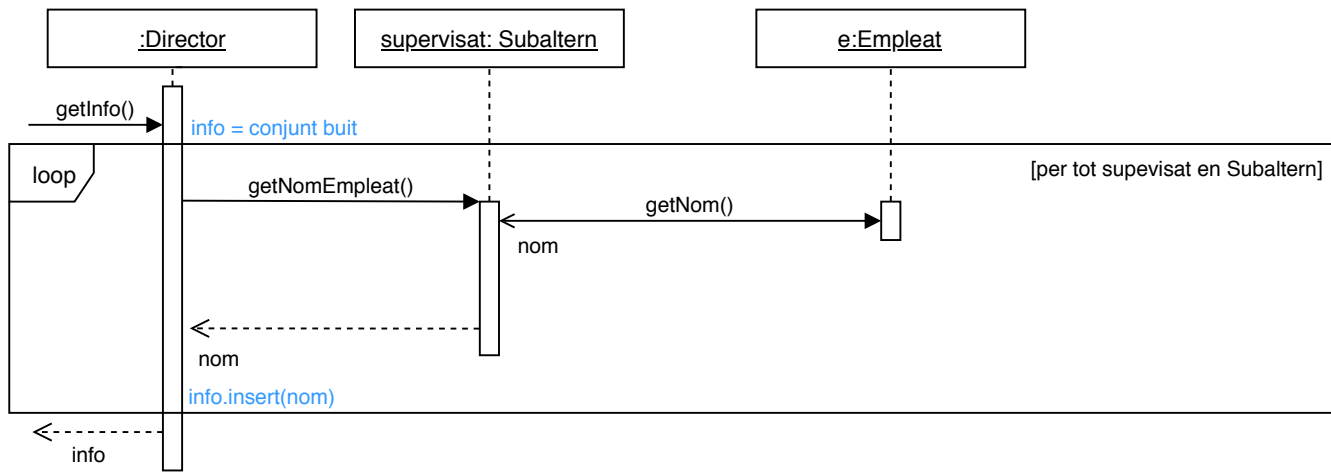 :Director
supervisat: Subaltern
e:Empleat
getInfo()
info = conjunt buit
loop
[per tot supevisat en Subaltern]
getNomEmpleat()
getNom()
nom
nom
info.insert(nom)
info